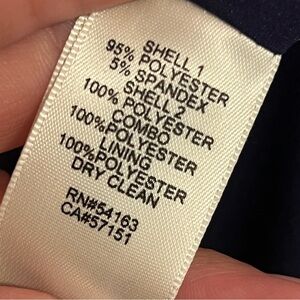 SHELL 1
95% POLYESTER
5% SPANDEX
SHELL 2
100% POLYESTER
COMBO
100%POLYESTER
LINING
100%POLYESTER
DRY CLEAN
RN#54163
CA#57151